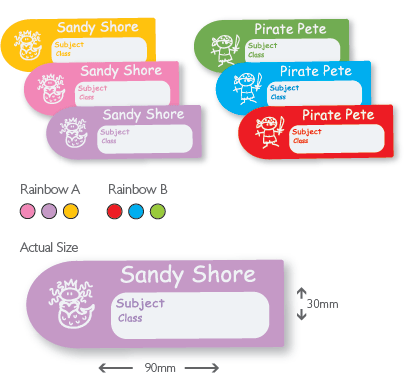 Sandy Shore
Subject
Class
Sandy Shore
Subject
Class
Sandy Shore
Subject
Class
Pirate Pete
Subject
Class
Pirate Pete
Subject
Class
Pirate Pete
Subject
Class
Rainbow A
Rainbow B
Actual Size
Sandy Shore
Subject
Class
30mm
90mm